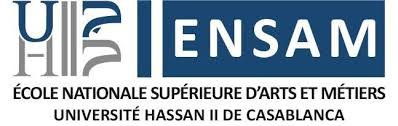 ENSAM
ÉCOLE NATIONALE SUPÉRIEURE D'ARTS ET MÉTIERS
UNIVERSITÉ HASSAN II DE CASABLANCA